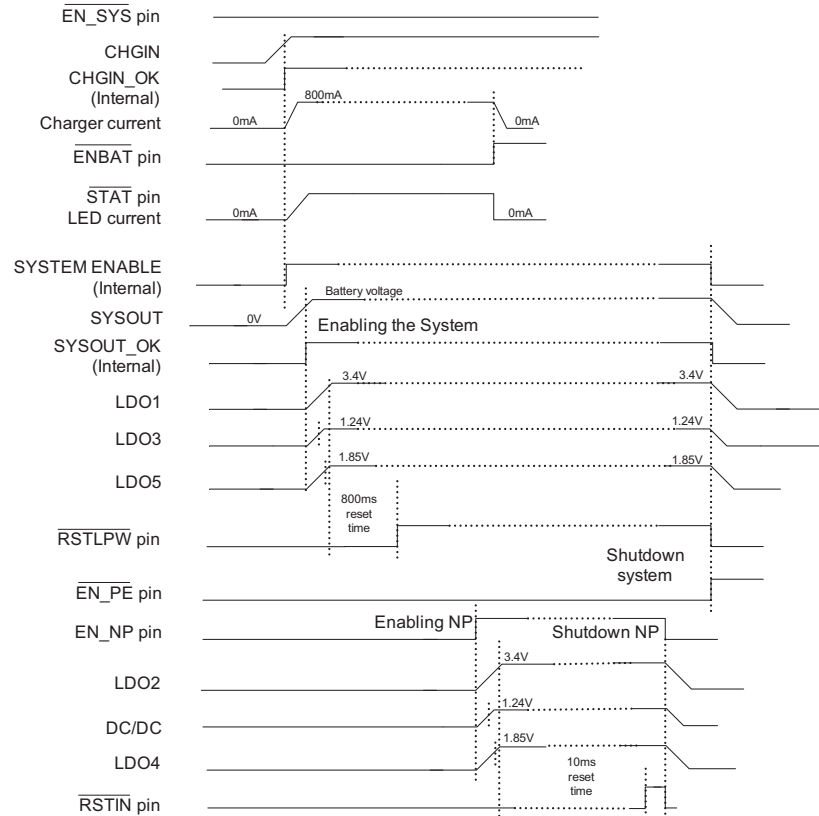 EN_SYS pin
CHGIN
CHGIN_OK
(Internal)
800mA
Charger current
0mA
0mA
ENBAT pin
STAT pin
LED current
0mA
0mA
SYSTEM ENABLE
(Internal)
Battery voltage
SYSOUT
0V
Enabling the System
SYSOUT_OK
(Internal)
3.4V
3.4V
LDO1
1.24V
1.24V
LDO3
1.85V
1.85V
LDO5
800ms
reset
time
RSTLPW pin
Shutdown
system
EN_PE pin
Enabling NP
EN_NP pin
Shutdown NP
3.4V
LDO2
1.24V
DC/DC
1.85V
LDO4
10ms
reset
time
RSTIN pin